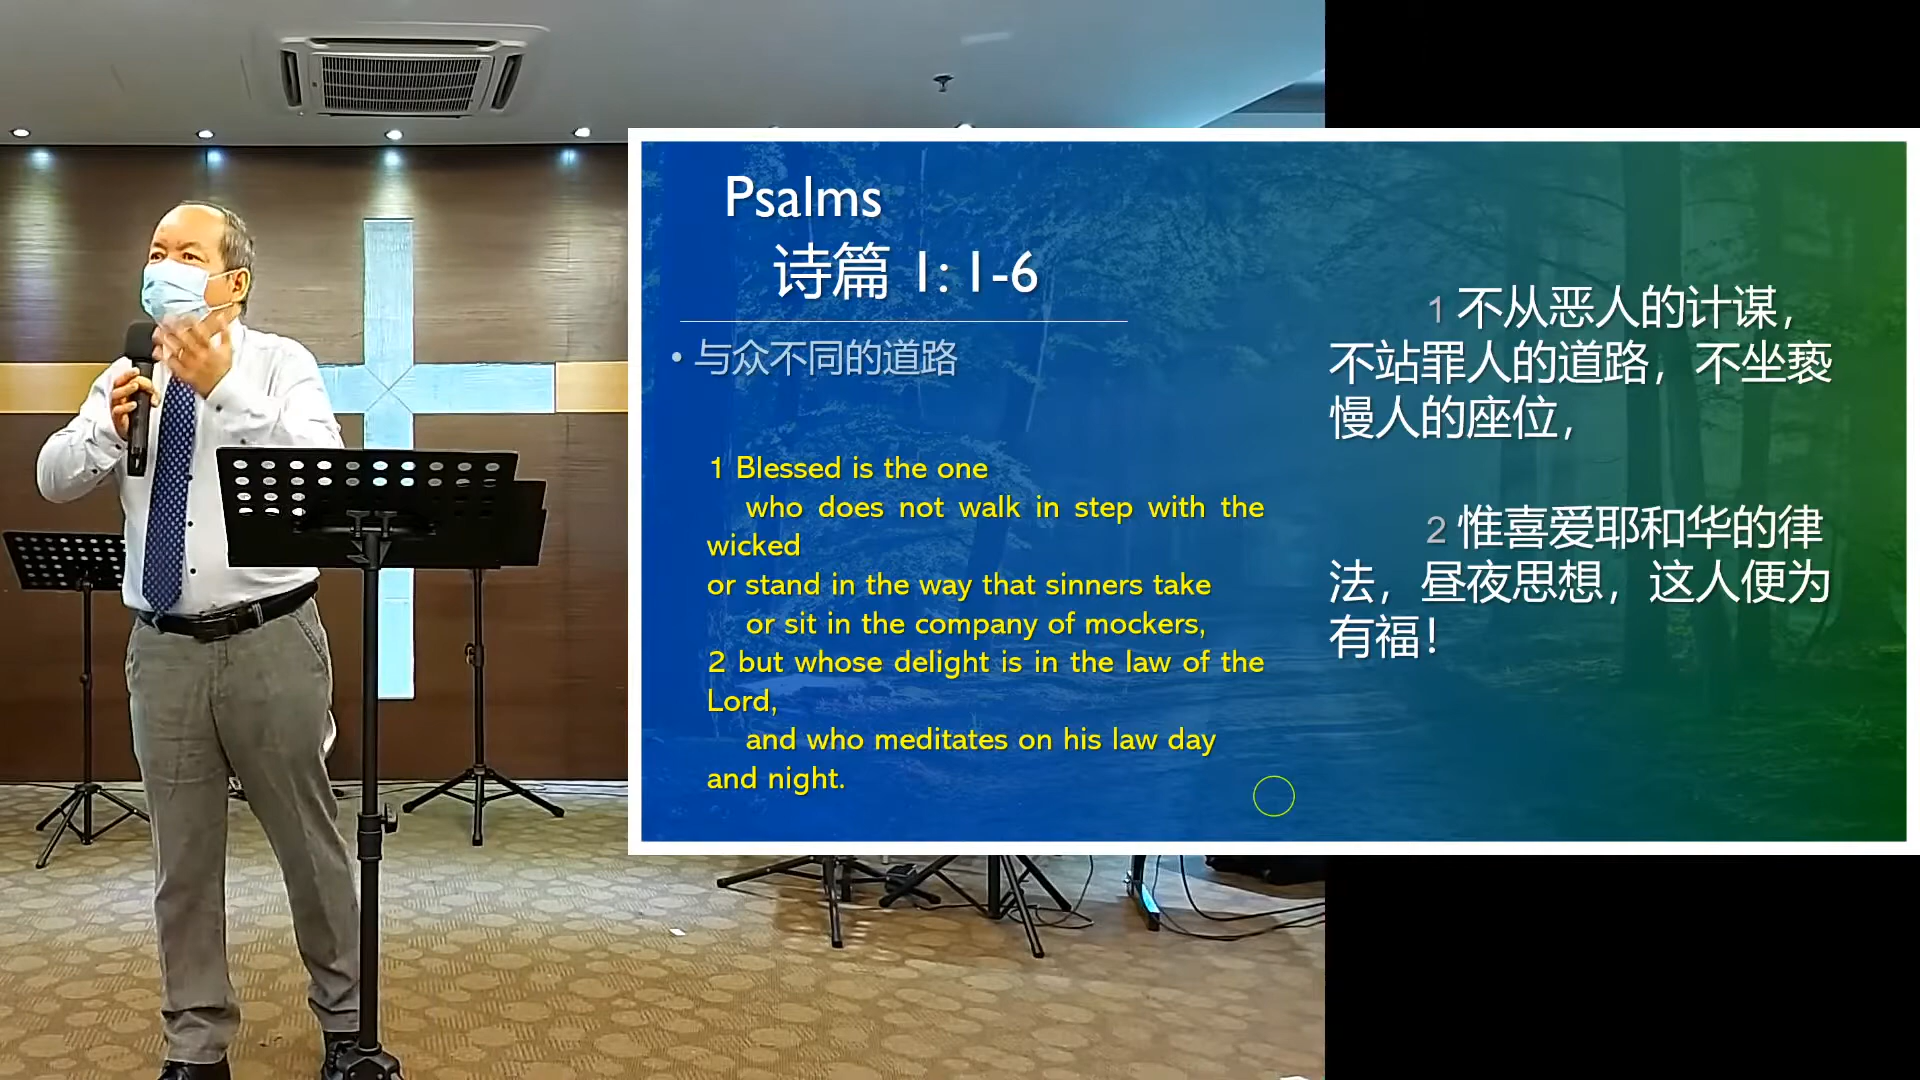 Psalms
诗篇 1: 1-6
• 与众不同的道路
1 Blessed is the one
who does not walk in step with the
wicked
or stand in the way that sinners take
or sit in the company of mockers,
2 but whose delight is in the law of the
Lord,
and who meditates on his law day
and night.
1 不从恶人的计谋，
不站罪人的道路，不坐亵
慢人的座位，
2 惟喜爱耶和华的律
法，昼夜思想，这人便为
有福！